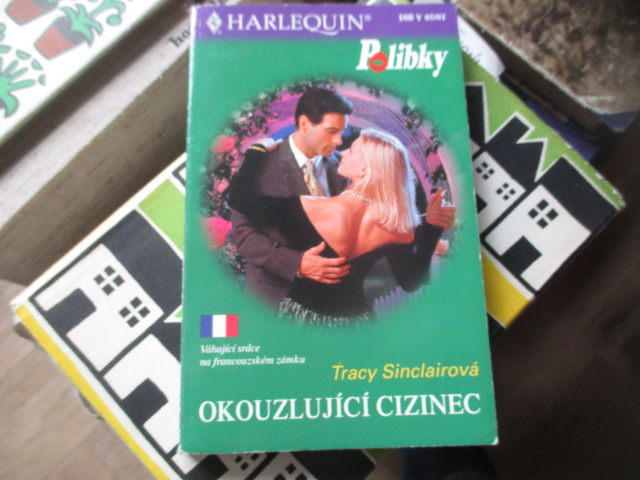 HARLEQUIN®
108 V 05/01
Polibky
Váhající srdce
na francouzském zámku
Tracy Sinclairová
OKOUZLUJÍCÍ CIZINEC